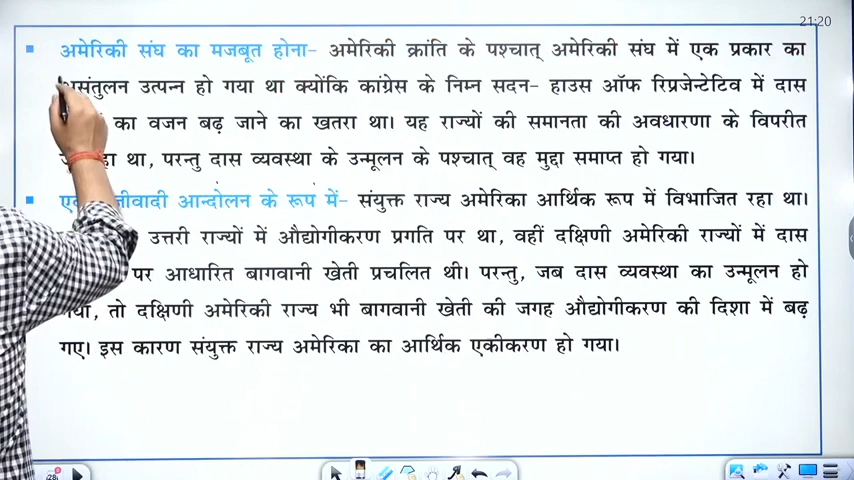 21:20
अमेरिकी संघ का मजबूत होना- अमेरिकी क्रांति के पश्चात् अमेरिकी संघ में एक प्रकार का
असंतुलन उत्पन्न हो गया था क्योंकि कांग्रेस के निम्न सदन- हाउस ऑफ रिप्रजेन्टेटिव में दास
का वजन बढ़ जाने का खतरा था। यह राज्यों की समानता की अवधारणा के विपरीत
था, परन्तु दास व्यवस्था के उन्मूलन के पश्चात् वह मुद्दा समाप्त हो गया।
आन्दोलन के रूप में- संयुक्त राज्य अमेरिका आर्थिक रूप में विभाजित रहा था।
उत्तरी राज्यों में औद्योगीकरण प्रगति पर था, वहीं दक्षिणी अमेरिकी राज्यों में दास
पर आधारित बागवानी खेती प्रचलित थी। परन्तु, जब दास व्यवस्था का उन्मूलन हो
गया, तो दक्षिणी अमेरिकी राज्य भी बागवानी खेती की जगह औद्योगीकरण की दिशा में बढ़
गए। इस कारण संयुक्त राज्य अमेरिका का आर्थिक एकीकरण हो गया।